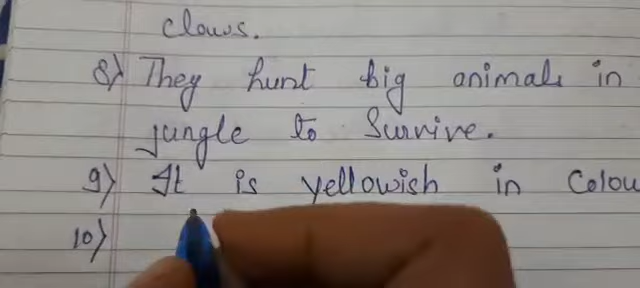 claws.
8) They hunt big animals in
jungle to Survive.
9) It is yellowish in Colou
10)